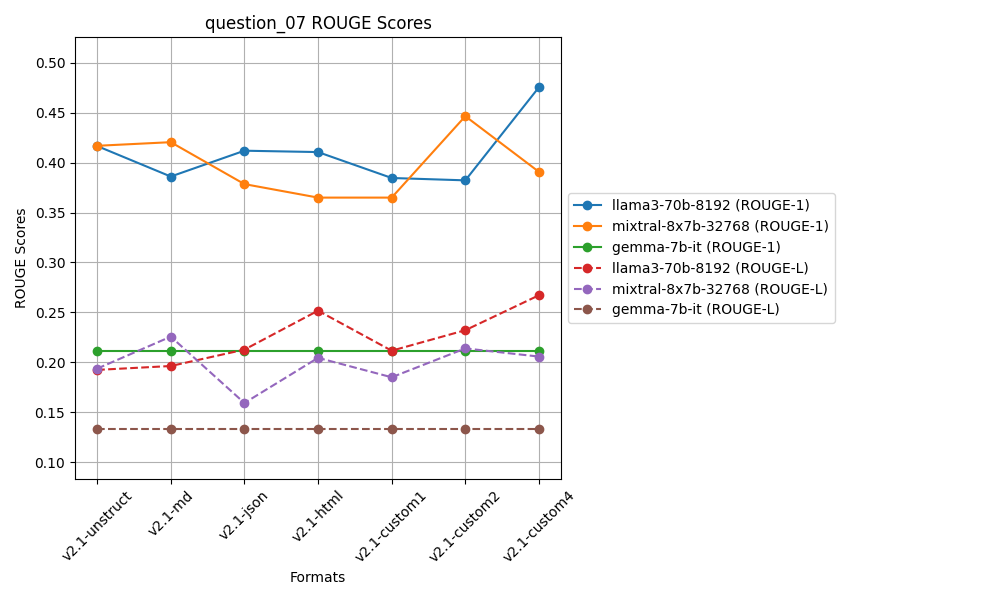 question_07 ROUGE Scores
ROUGE Scores
0.50
0.45
0.40
0.35
0.30
0.25
0.20
0.15
0.10
v2.1-unstruct
v2.1-md
v2.1-json
v2.1-html
v2.1-custom1
v2.1-custom2
v2.1-custom4
Formats
llama3-70b-8192 (ROUGE-1)
mixtral-8x7b-32768 (ROUGE-1)
gemma-7b-it (ROUGE-1)
llama3-70b-8192 (ROUGE-L)
mixtral-8x7b-32768 (ROUGE-L)
gemma-7b-it (ROUGE-L)